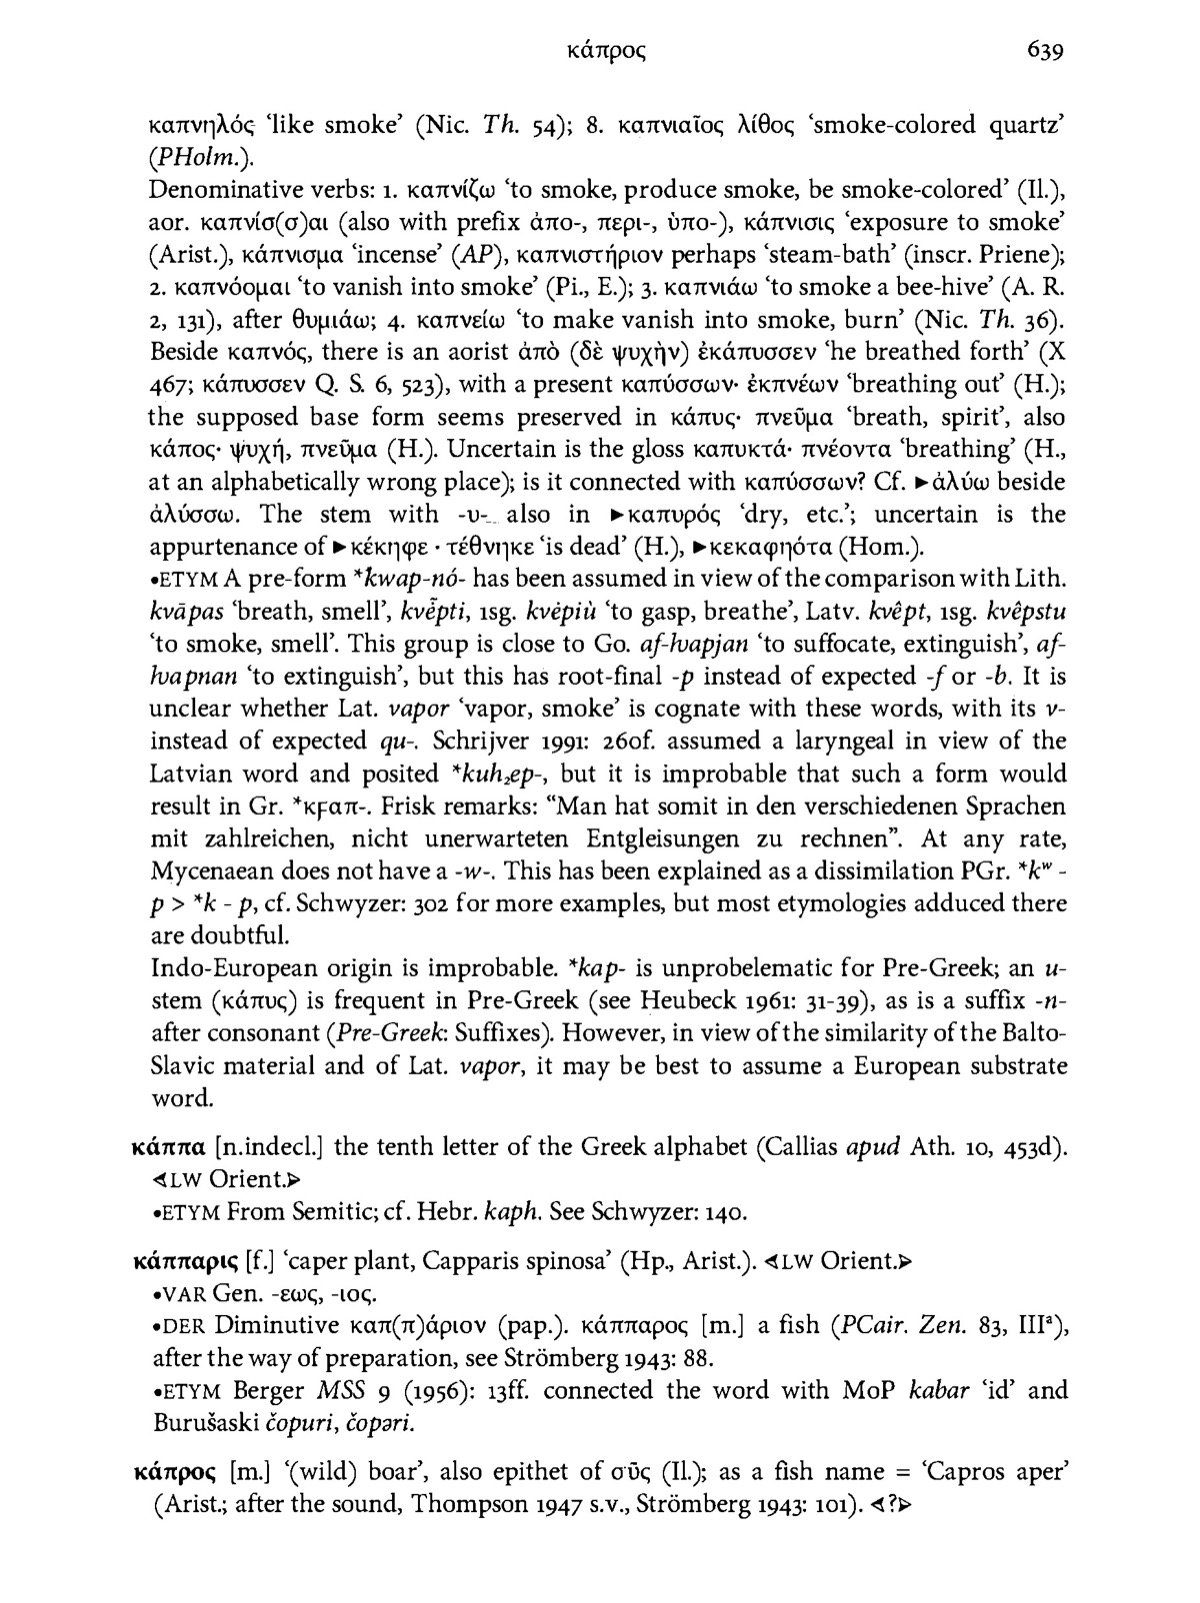 κάπρος 639
καπνηλός ‘like smoke’ (Nic. Th. 54); 8. καπνιαῖος λίθος ‘smoke-colored quartz’
(PHolm.).
Denominative verbs: 1. καπνίζω ‘to smoke, produce smoke, be smoke-colored’ (Il.),
aor. καπνίσ(σ)αι (also with prefix ἀπο-, περι-, ὑπο-), κάπνισις ‘exposure to smoke’
(Arist.), κάπνισμα ‘incense’ (AP), καπνιστήριον perhaps ‘steam-bath’ (inscr. Priene);
2. καπνόομαι ‘to vanish into smoke’ (Pi., E.); 3. καπνιάω ‘to smoke a bee-hive’ (A. R.
2, 131), after θυμιάω; 4. καπνείω ‘to make vanish into smoke, burn’ (Nic. Th. 36).
Beside καπνός, there is an aorist ἀπὸ (δὲ ψυχὴν) ἐκάπυσσεν ‘he breathed forth’ (X
467; κάπυσσεν Q. S. 6, 523), with a present καπύσσων· ἐκπνέων ‘breathing out’ (H.);
the supposed base form seems preserved in κάπυς· πνεῦμα ‘breath, spirit’, also
κάπος· ψυχή, πνεῦμα (H.). Uncertain is the gloss καπυκτά· πνέοντα ‘breathing’ (H.,
at an alphabetically wrong place); is it connected with καπύσσων? Cf. ►ἀλύω beside
ἀλύσσω. The stem with -υ- also in ►καπυρός ‘dry, etc.’; uncertain is the
appurtenance of ►κέκηφε · τέθνηκε ‘is dead’ (H.), ►κεκαφηότα (Hom.).
•ETYM A pre-form *kwap-nó- has been assumed in view of the comparison with Lith.
kvãpas ‘breath, smell’, kvė̃pti, 1sg. kvėpiù ‘to gasp, breathe’, Latv. kvêpt, 1sg. kvêpstu
‘to smoke, smell’. This group is close to Go. af-ƕapjan ‘to suffocate, extinguish’, af-
ƕapnan ‘to extinguish’, but this has root-final -p instead of expected -f or -b. It is
unclear whether Lat. vapor ‘vapor, smoke’ is cognate with these words, with its v-
instead of expected qu-. Schrijver 1991: 260f. assumed a laryngeal in view of the
Latvian word and posited *kuh₂ep-, but it is improbable that such a form would
result in Gr. *κϝαπ-. Frisk remarks: “Man hat somit in den verschiedenen Sprachen
mit zahlreichen, nicht unerwarteten Entgleisungen zu rechnen”. At any rate,
Mycenaean does not have a -w-. This has been explained as a dissimilation PGr. *kʷ -
p > *k - p, cf. Schwyzer: 302 for more examples, but most etymologies adduced there
are doubtful.
Indo-European origin is improbable. *kap- is unprobelematic for Pre-Greek; an u-
stem (κάπυς) is frequent in Pre-Greek (see Heubeck 1961: 31-39), as is a suffix -n-
after consonant (Pre-Greek: Suffixes). However, in view of the similarity of the Balto-
Slavic material and of Lat. vapor, it may be best to assume a European substrate
word.
κάππα [n.indecl.] the tenth letter of the Greek alphabet (Callias apud Ath. 10, 453d).
⊲LW Orient.⊳
•ETYM From Semitic; cf. Hebr. kaph. See Schwyzer: 140.
κάππαρις [f.] ‘caper plant, Capparis spinosa’ (Hp., Arist.). ⊲LW Orient.⊳
•VAR Gen. -εως, -ιος.
•DER Diminutive καπ(π)άριον (pap.). κάππαρος [m.] a fish (PCair. Zen. 83, IIIᵃ),
after the way of preparation, see Strömberg 1943: 88.
•ETYM Berger MSS 9 (1956): 13ff. connected the word with MoP kabar ‘id’ and
Burušaski čopuri, čopəri.
κάπρος [m.] ‘(wild) boar’, also epithet of σῦς (Il.); as a fish name = ‘Capros aper’
(Arist.; after the sound, Thompson 1947 s.v., Strömberg 1943: 101). ⊲?⊳